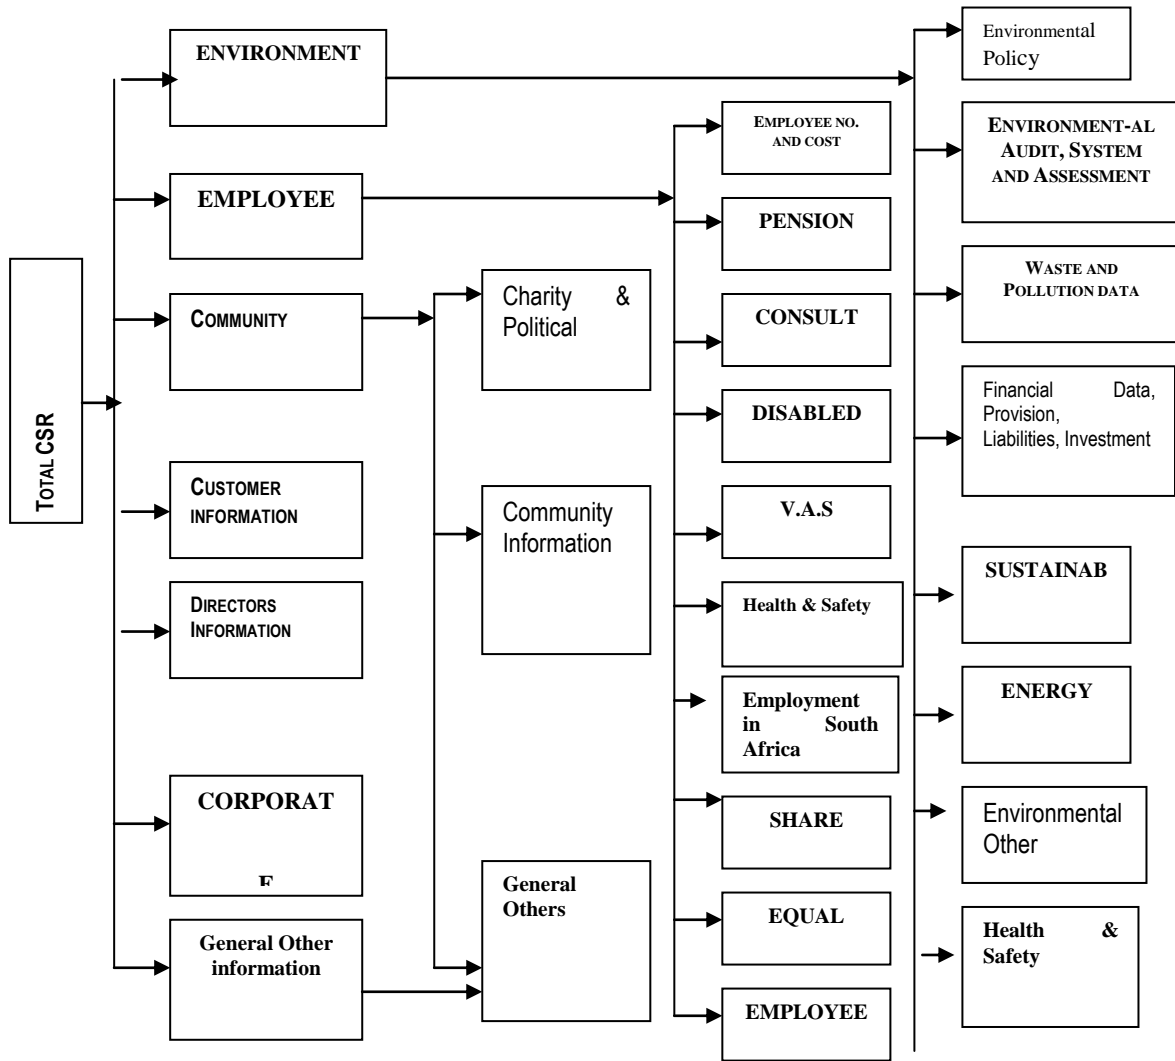 TOTAL CSR
ENVIRONMENT
EMPLOYEE
COMMUNITY
CUSTOMER
INFORMATION
DIRECTORS
INFORMATION
CORPORAT
General Other
information
Charity &
Political
Community
Information
General
Others
EMPLOYEE NO.
AND COST
PENSION
CONSULT
DISABLED
V.A.S
Health & Safety
Employment
in South
Africa
SHARE
EQUAL
EMPLOYEE
Environmental
Policy
ENVIRONMENT-AL
AUDIT, SYSTEM
AND ASSESSMENT
WASTE AND
POLLUTION DATA
Financial Data,
Provision,
Liabilities, Investment
SUSTAINAB
ENERGY
Environmental
Other
Health &
Safety